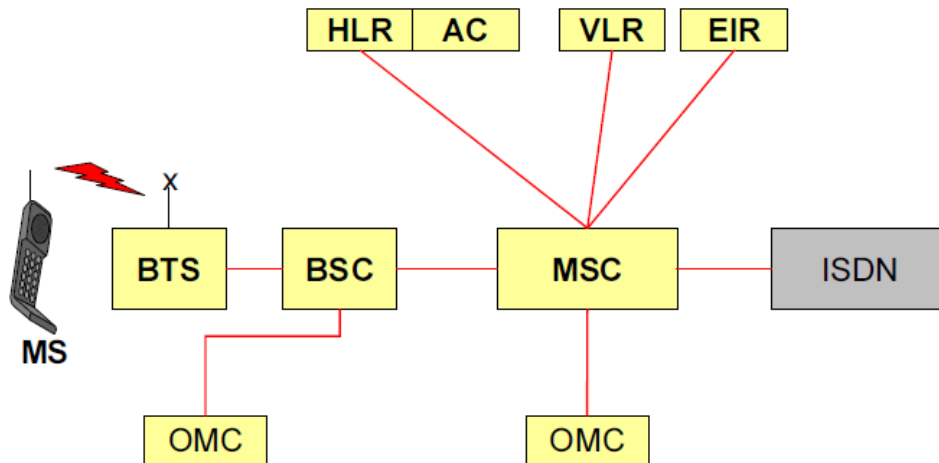 HLR AC VLR EIR
x
BTS BSC MSC ISDN
MS
OMC OMC